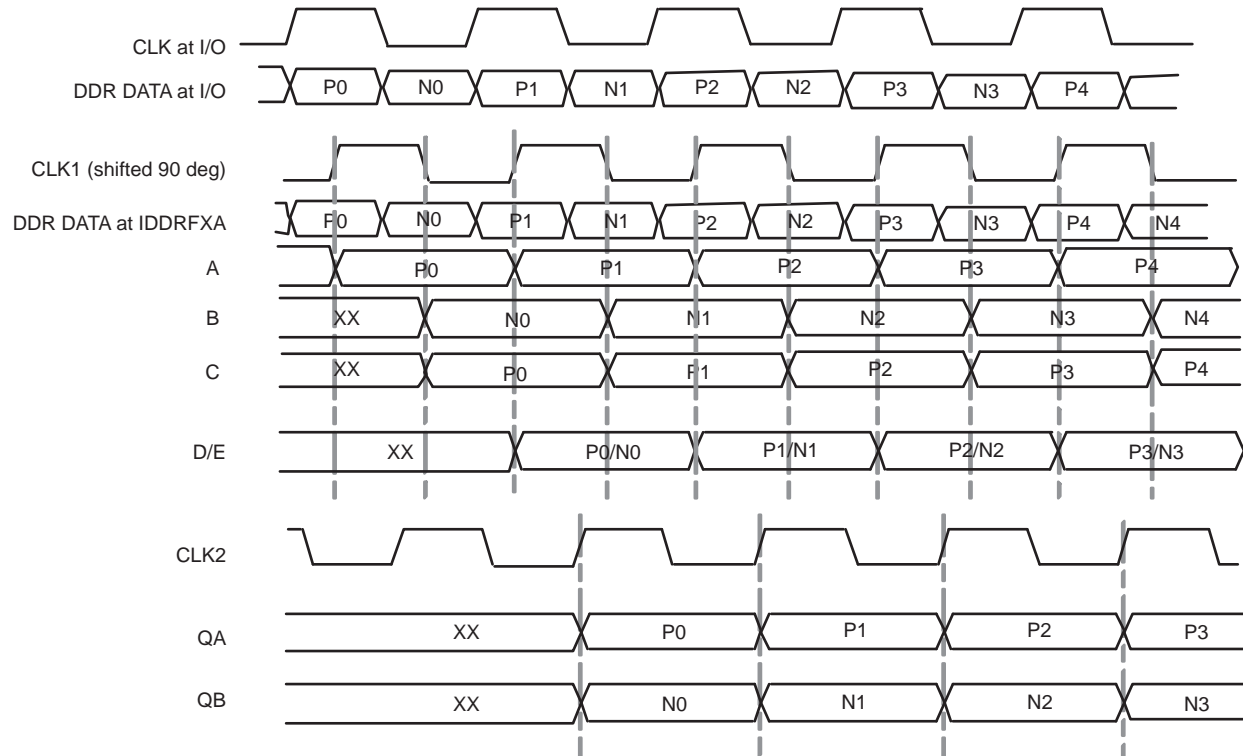 CLK at I/O
DDR DATA at I/O P0 N0 P1 N1 P2 N2 P3 N3 P4
CLK1 (shifted 90 deg)
DDR DATA at IDDRFXA P0 N0 P1 N1 P2 N2 P3 N3 P4 N4
A P0 P1 P2 P3 P4
B XX N0 N1 N2 N3 N4
C XX P0 P1 P2 P3 P4
D/E XX P0/N0 P1/N1 P2/N2 P3/N3
CLK2
QA XX P0 P1 P2 P3
QB XX N0 N1 N2 N3